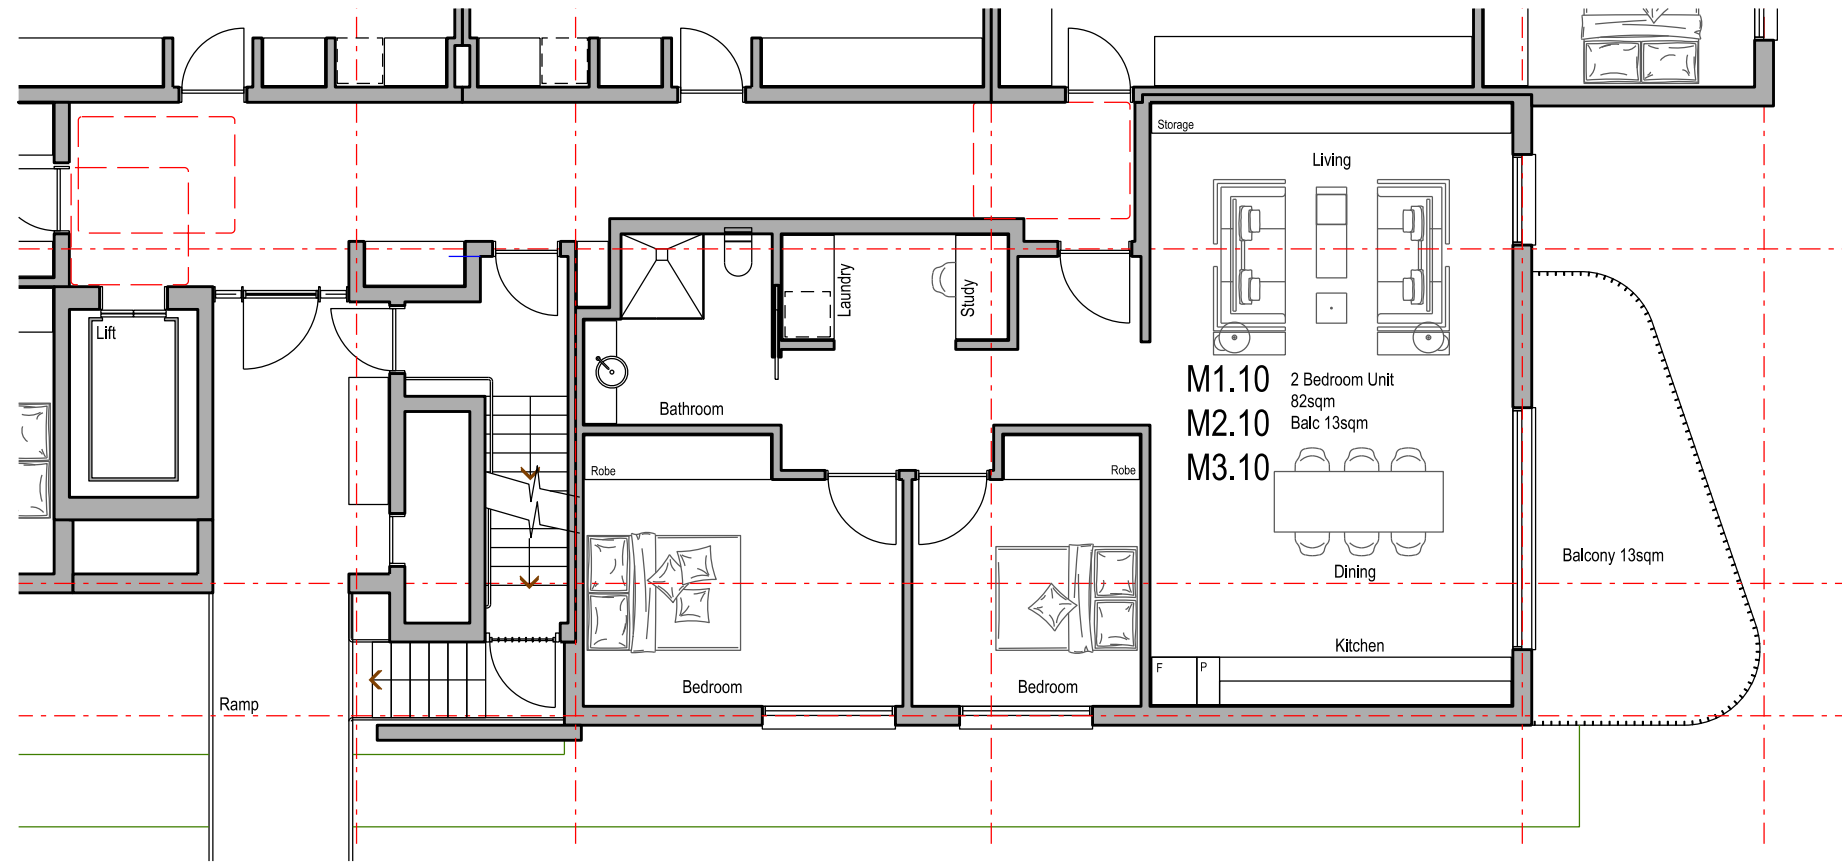 Storage
Living
Lift
Laundry
Study
M1.10
2 Bedroom Unit
82sqm
Balc 13sqm
M2.10
M3.10
Bathroom
Robe
Robe
Balcony 13sqm
Dining
Kitchen
F
P
Bedroom
Bedroom
Ramp